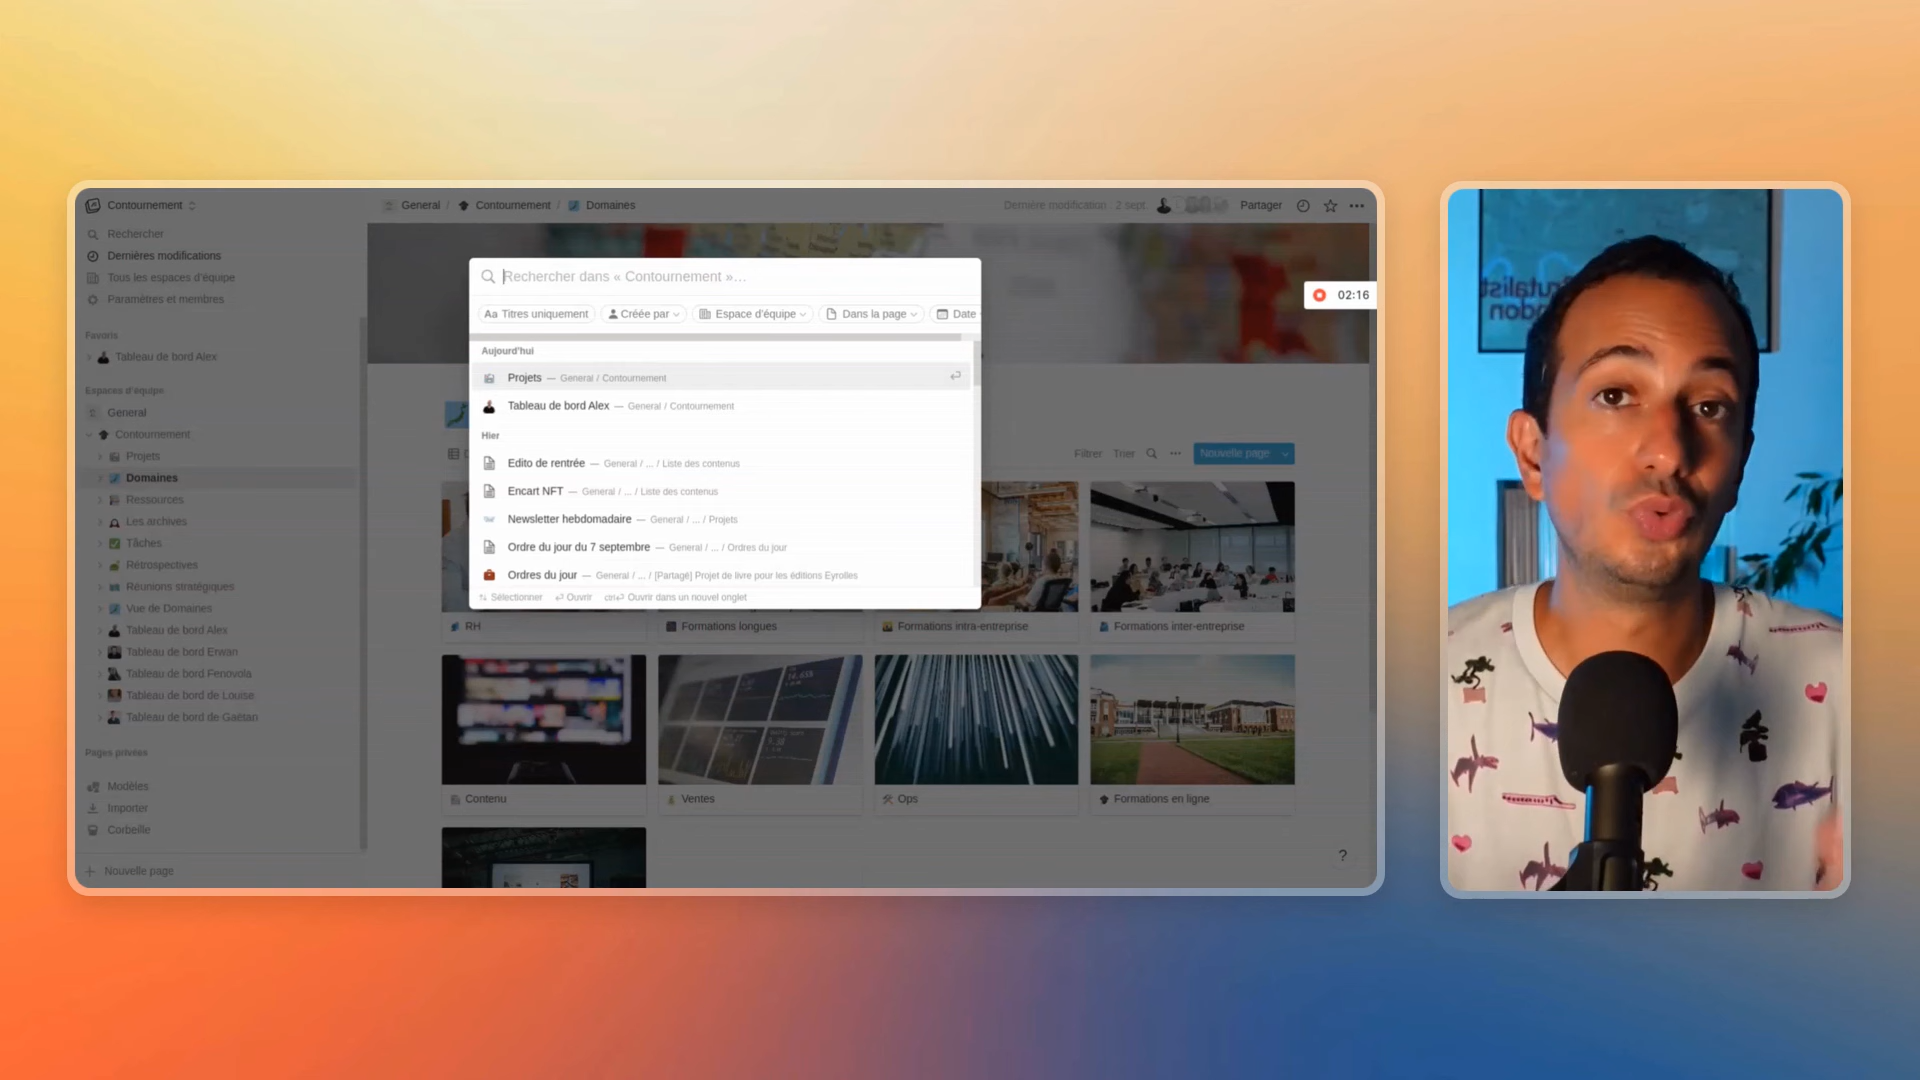 Contournement
General / Contournement / Domaines
Dernière modification : 2 sept.
Partager
Rechercher
Dernières modifications
Tous les espaces d'équipe
Paramètres et membres
Favoris
Tableau de bord Alex
Espaces d'équipe
General
Contournement
Projets
Domaines
Ressources
Les archives
Tâches
Rétrospectives
Réunions stratégiques
Vue de Domaines
Tableau de bord Alex
Tableau de bord Erwan
Tableau de bord Fenovola
Tableau de bord de Louise
Tableau de bord de Gaëtan
Pages privées
Modèles
Importer
Corbeille
+ Nouvelle page
Rechercher dans « Contournement »…
Aa Titres uniquement
Créée par
Espace d'équipe
Dans la page
Date
Aujourd'hui
Projets — General / Contournement
Tableau de bord Alex — General / Contournement
Hier
Edito de rentrée — General / ... / Liste des contenus
Encart NFT — General / ... / Liste des contenus
Newsletter hebdomadaire — General / ... / Projets
Ordre du jour du 7 septembre — General / ... / Ordres du jour
Ordres du jour — General / ... / [Partagé] Projet de livre pour les éditions Eyrolles
Sélectionner
Ouvrir
ctrl+↵ Ouvrir dans un nouvel onglet
02:16
Filtrer
Trier
Nouvelle page
RH
Formations longues
Formations intra-entreprise
Formations inter-entreprise
Contenu
Ventes
Ops
Formations en ligne
?